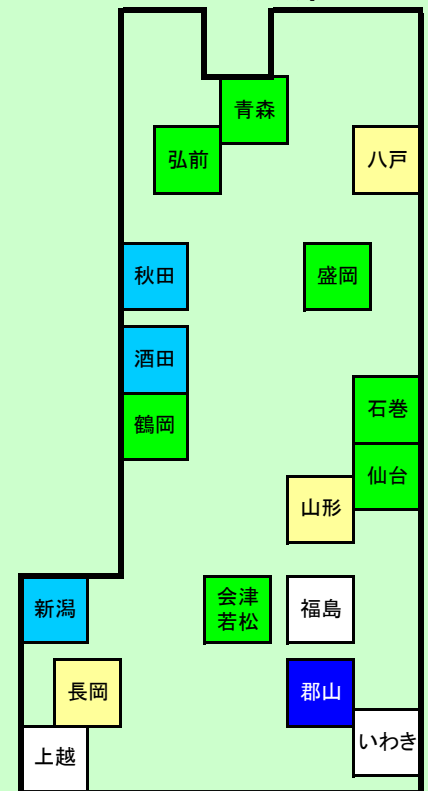 青森
弘前
八戸
秋田
盛岡
酒田
石巻
鶴岡
仙台
山形
新潟
会津
若松
福島
長岡
郡山
いわき
上越